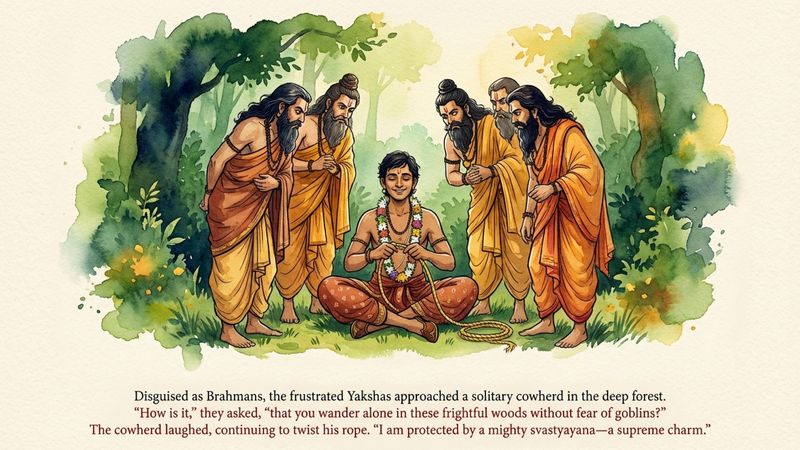 Disguised as Brahmans, the frustrated Yakshas approached a solitary cowherd in the deep forest.
“How is it,” they asked, “that you wander alone in these frightful woods without fear of goblins?”
The cowherd laughed, continuing to twist his rope. “I am protected by a mighty svastyayana—a supreme charm.”